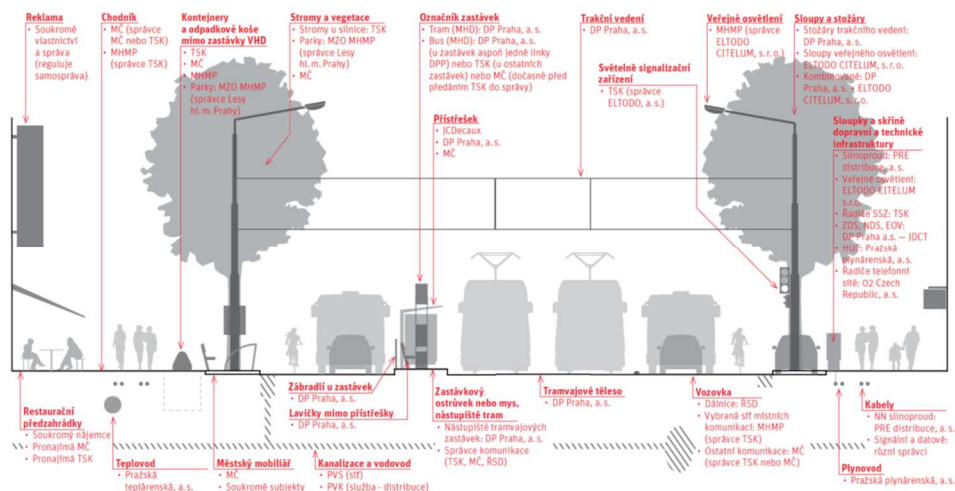 Reklama
• Soukromé
vlastnictví
a správa
(reguluje
samospráva)
Chodník
• MČ (správce
MČ nebo TSK)
• MHMP
(správce TSK)
Kontejnery
a odpadkové koše
mimo zastávky VHD
• TSK
• MČ
• MHMP
• Parky: MZO MHMP
(správce Lesy
hl. m. Prahy)
Stromy a vegetace
• Stromy u silnice: TSK
• Parky: MZO MHMP
(správce Lesy
hl. m. Prahy)
• MČ
Označník zastávek
• Tram (MHD): DP Praha, a. s.
• Bus (MHD): DP Praha, a. s.
(u zastávek aspoň jedné linky
DPP) nebo TSK (u ostatních
zastávek) nebo MČ (dočasně před
předáním TSK do správy)
Přístřešek
• JCDecaux
• DP Praha, a. s.
• MČ
Trakční vedení
• DP Praha, a. s.
Světelně signalizační
zařízení
• TSK (správce
ELTODO, a. s.)
Veřejné osvětlení
• MHMP (správce
ELTODO
CITELUM, s. r. o.)
Sloupy a stožáry
• Stožáry trakčního vedení:
DP Praha, a. s.
• Sloupy veřejného osvětlení:
ELTODO CITELUM, s. r. o.
• Kombinované: DP
Praha, a. s. + ELTODO
CITELUM, s. r. o.
Sloupky a skříně
dopravní a technické
infrastruktury
• Silnoproud: PRE
distribuce, a. s.
• Veřejné osvětlení:
ELTODO CITELUM
s.r.o.
• Řadiče SSZ: TSK
• ZDS, NDS, EOV:
DP Praha a.s. — JDCT
• HUP: Pražská
plynárenská, a. s.
• Řadiče telefonní
sítě: O2 Czech
Republic, a. s.
Restaurační
předzahrádky
• Soukromý nájemce
• Pronajímá MČ
• Pronajímá TSK
Teplovod
• Pražská
teplárenská, a. s.
Městský mobiliář
• MČ
• Soukromé subjekty
Zábradlí u zastávek
• DP Praha, a. s.
Lavičky mimo přístřešky
• DP Praha, a. s.
Kanalizace a vodovod
• PVS (síť)
• PVK (služba - distribuce)
Zastávkový
ostrůvek nebo mys,
nástupiště tram
• Nástupiště tramvajových
zastávek: DP Praha, a. s.
• Správce komunikace
(TSK, MČ, ŘSD)
Tramvajové těleso
• DP Praha, a. s.
Vozovka
• Dálnice: ŘSD
• Vybraná síť místních
komunikací: MHMP
(správce TSK)
• Ostatní komunikace: MČ
(správce TSK nebo MČ)
Kabely
• NN silnoproud:
PRE distribuce, a. s.
• Signální a datové:
různí správci
Plynovod
• Pražská plynárenská, a. s.